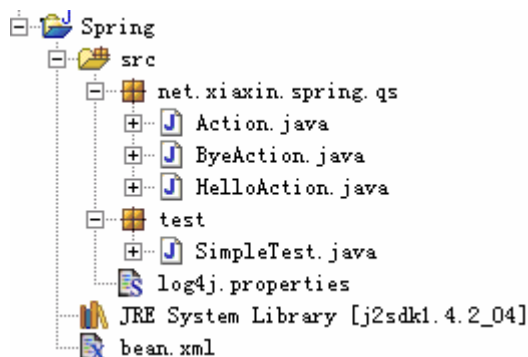 Spring
src
net.xiaxin.spring.qs
Action.java
ByeAction.java
HelloAction.java
test
SimpleTest.java
log4j.properties
JRE System Library [j2sdk1.4.2_04]
bean.xml